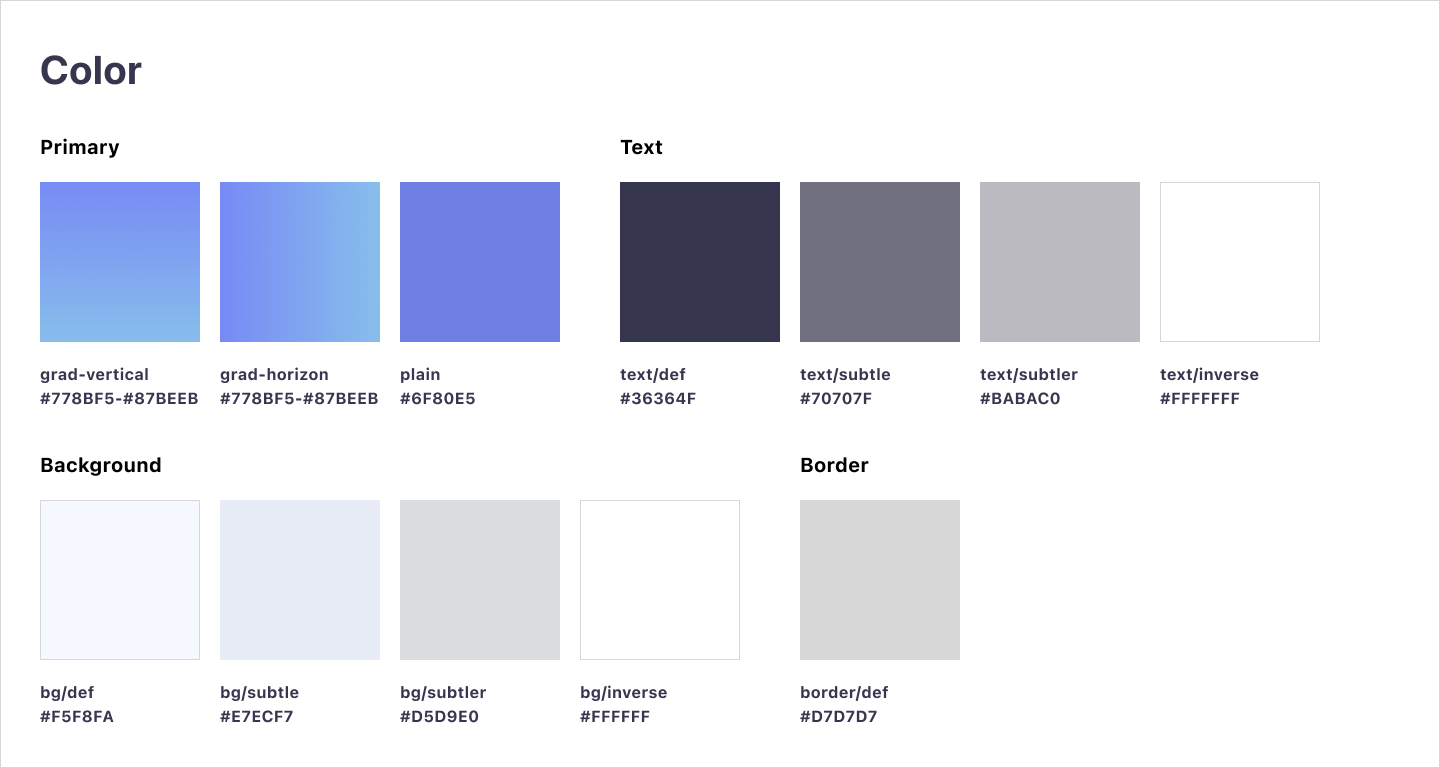 Color
Primary
grad-vertical
#778BF5-#87BEEB
grad-horizon
#778BF5-#87BEEB
plain
#6F80E5
Text
text/def
#36364F
text/subtle
#70707F
text/subtler
#BABAC0
text/inverse
#FFFFFFF
Background
bg/def
#F5F8FA
bg/subtle
#E7ECF7
bg/subtler
#D5D9E0
bg/inverse
#FFFFFF
Border
border/def
#D7D7D7